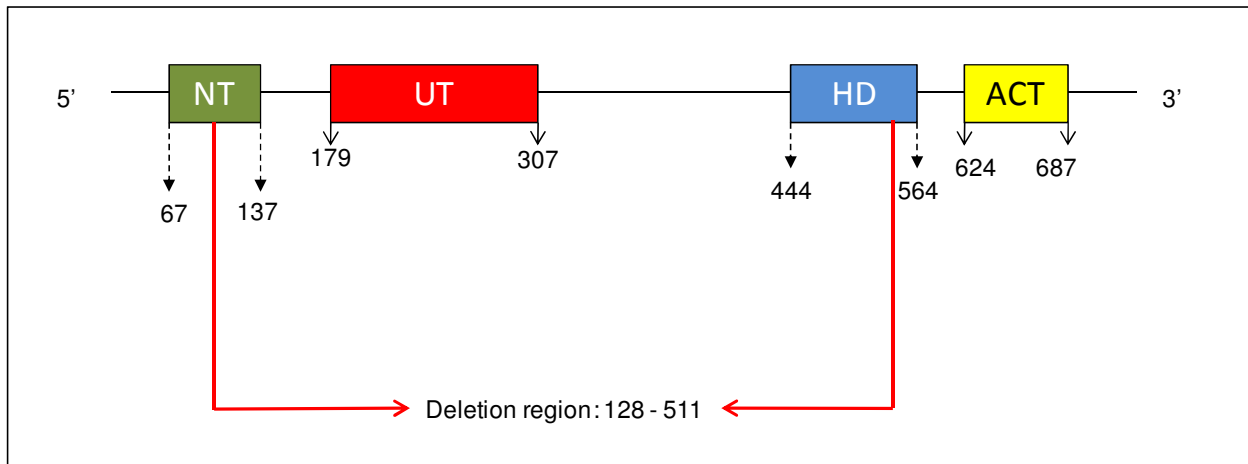 NT UT HD ACT
5’ 3’
179 307 624 687
67 137 444 564
Deletion region: 128 - 511